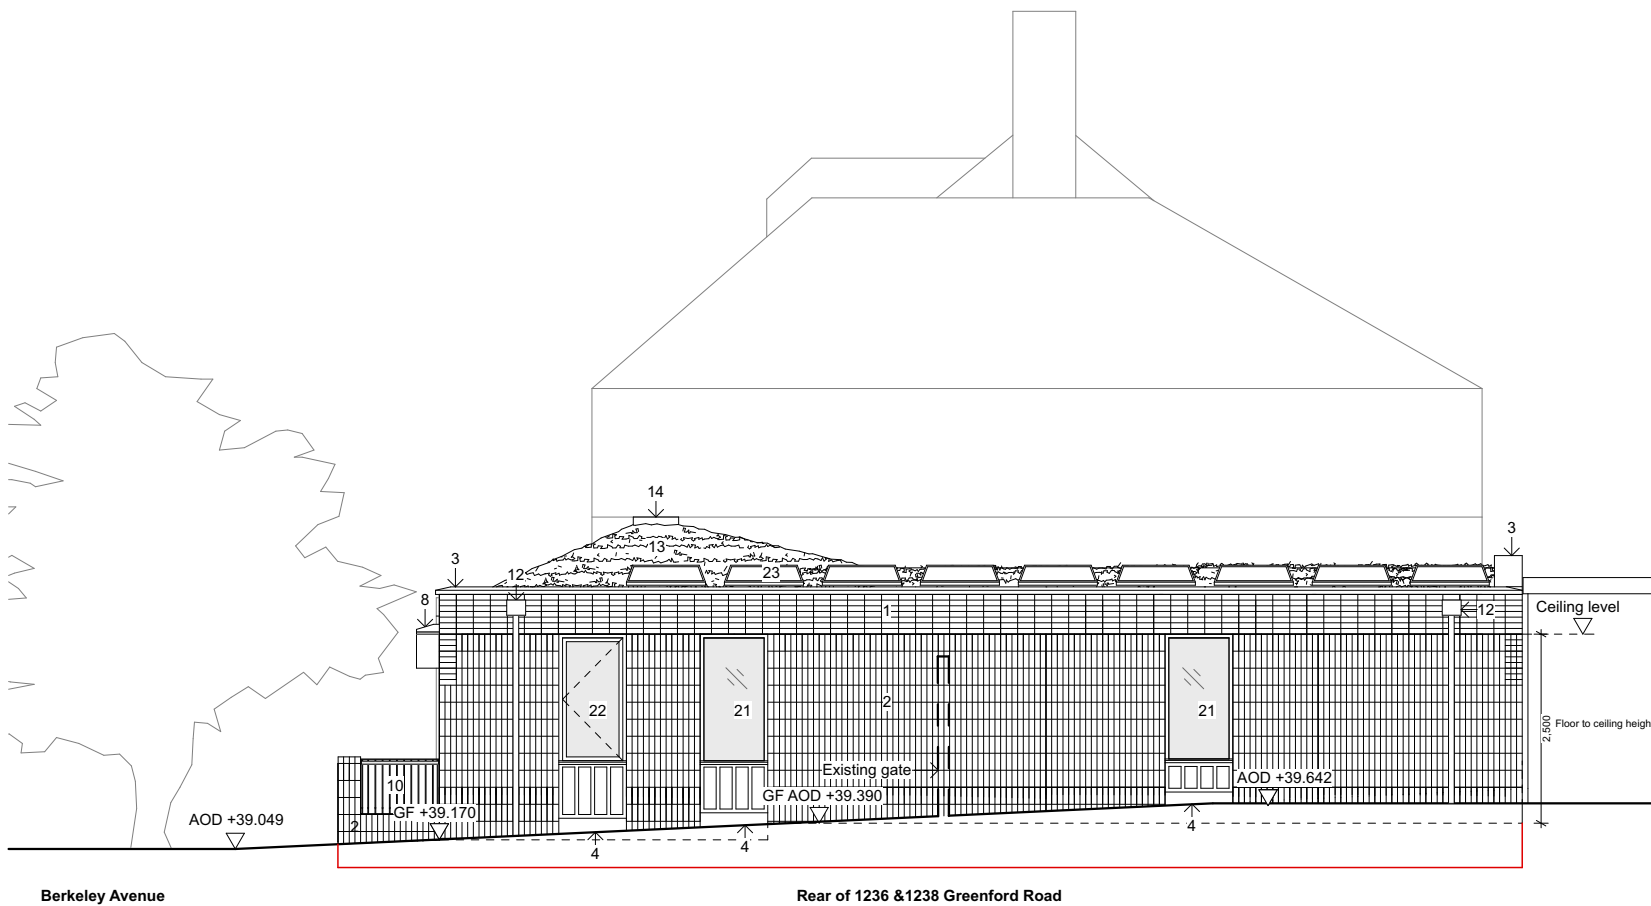 14
13
3
3
23
12
1
12
Ceiling level
8
22
21
2
21
2,500
Floor to ceiling heigh
Existing gate
10
AOD +39.642
GF AOD +39.390
GF +39.170
AOD +39.049
2
4
4
4
Berkeley Avenue
Rear of 1236 &1238 Greenford Road